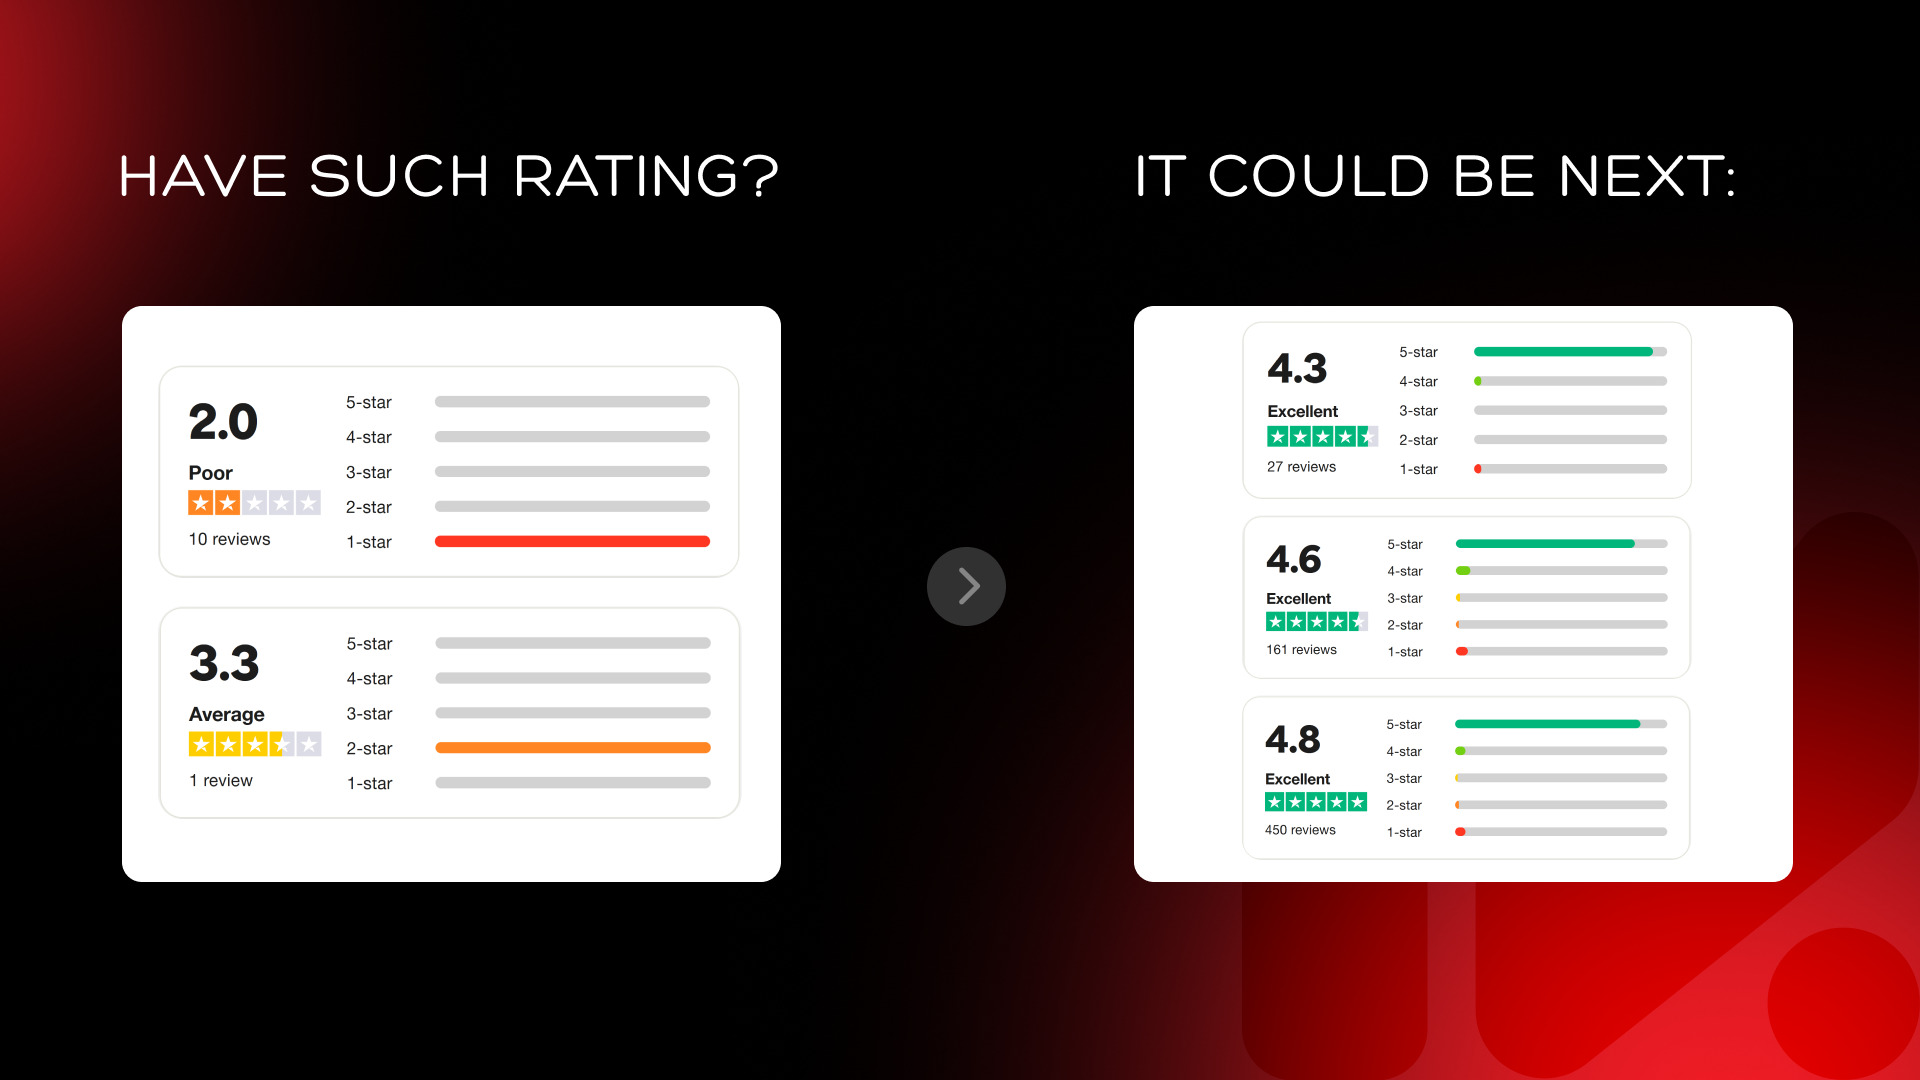 HAVE SUCH RATING?
2.0
Poor
10 reviews
5-star
4-star
3-star
2-star
1-star
3.3
Average
1 review
5-star
4-star
3-star
2-star
1-star
IT COULD BE NEXT:
4.3
Excellent
27 reviews
5-star
4-star
3-star
2-star
1-star
4.6
Excellent
161 reviews
5-star
4-star
3-star
2-star
1-star
4.8
Excellent
450 reviews
5-star
4-star
3-star
2-star
1-star